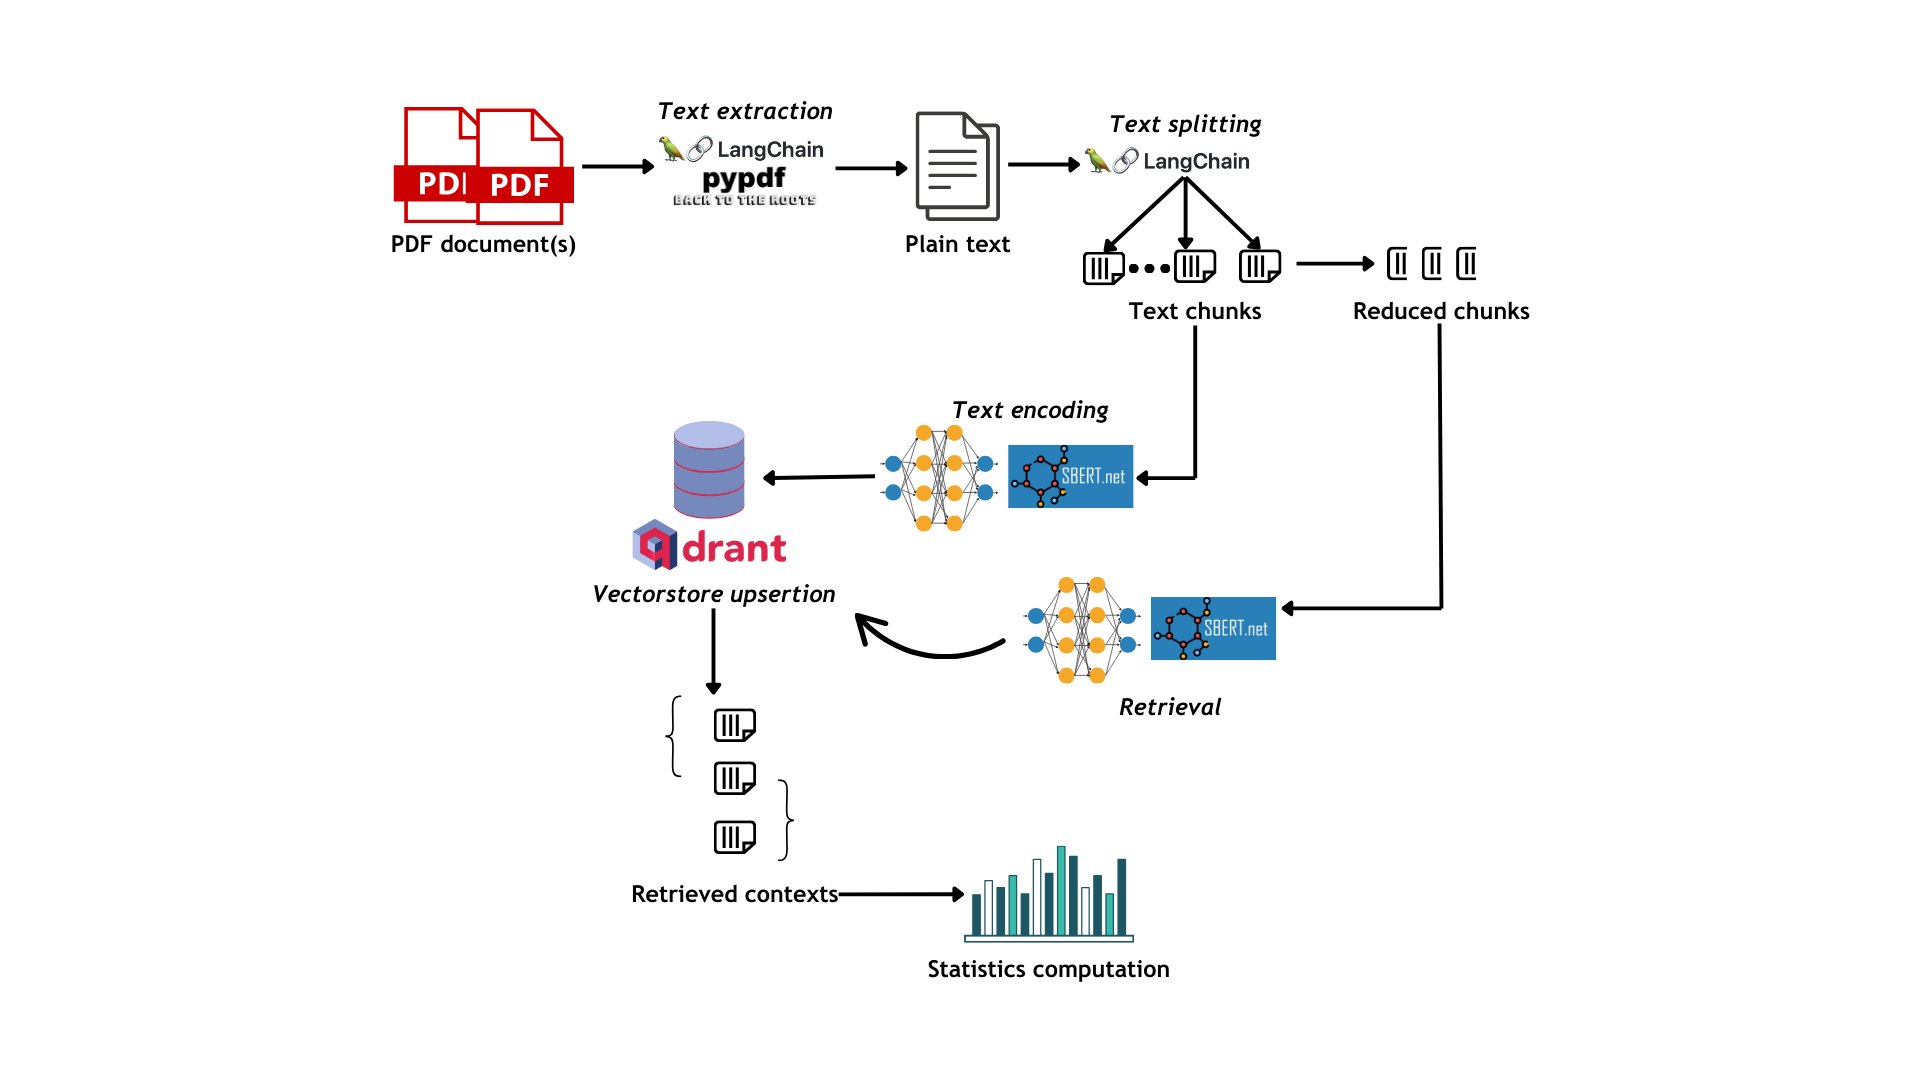 Text extraction
LangChain
pypdf
BACK TO THE ROOTS
PDF
PDF
PDF document(s)
Plain text
Text splitting
LangChain
Text chunks
Reduced chunks
Text encoding
SBERT.net
qdrant
Vectorstore upsertion
SBERT.net
Retrieval
Retrieved contexts
Statistics computation